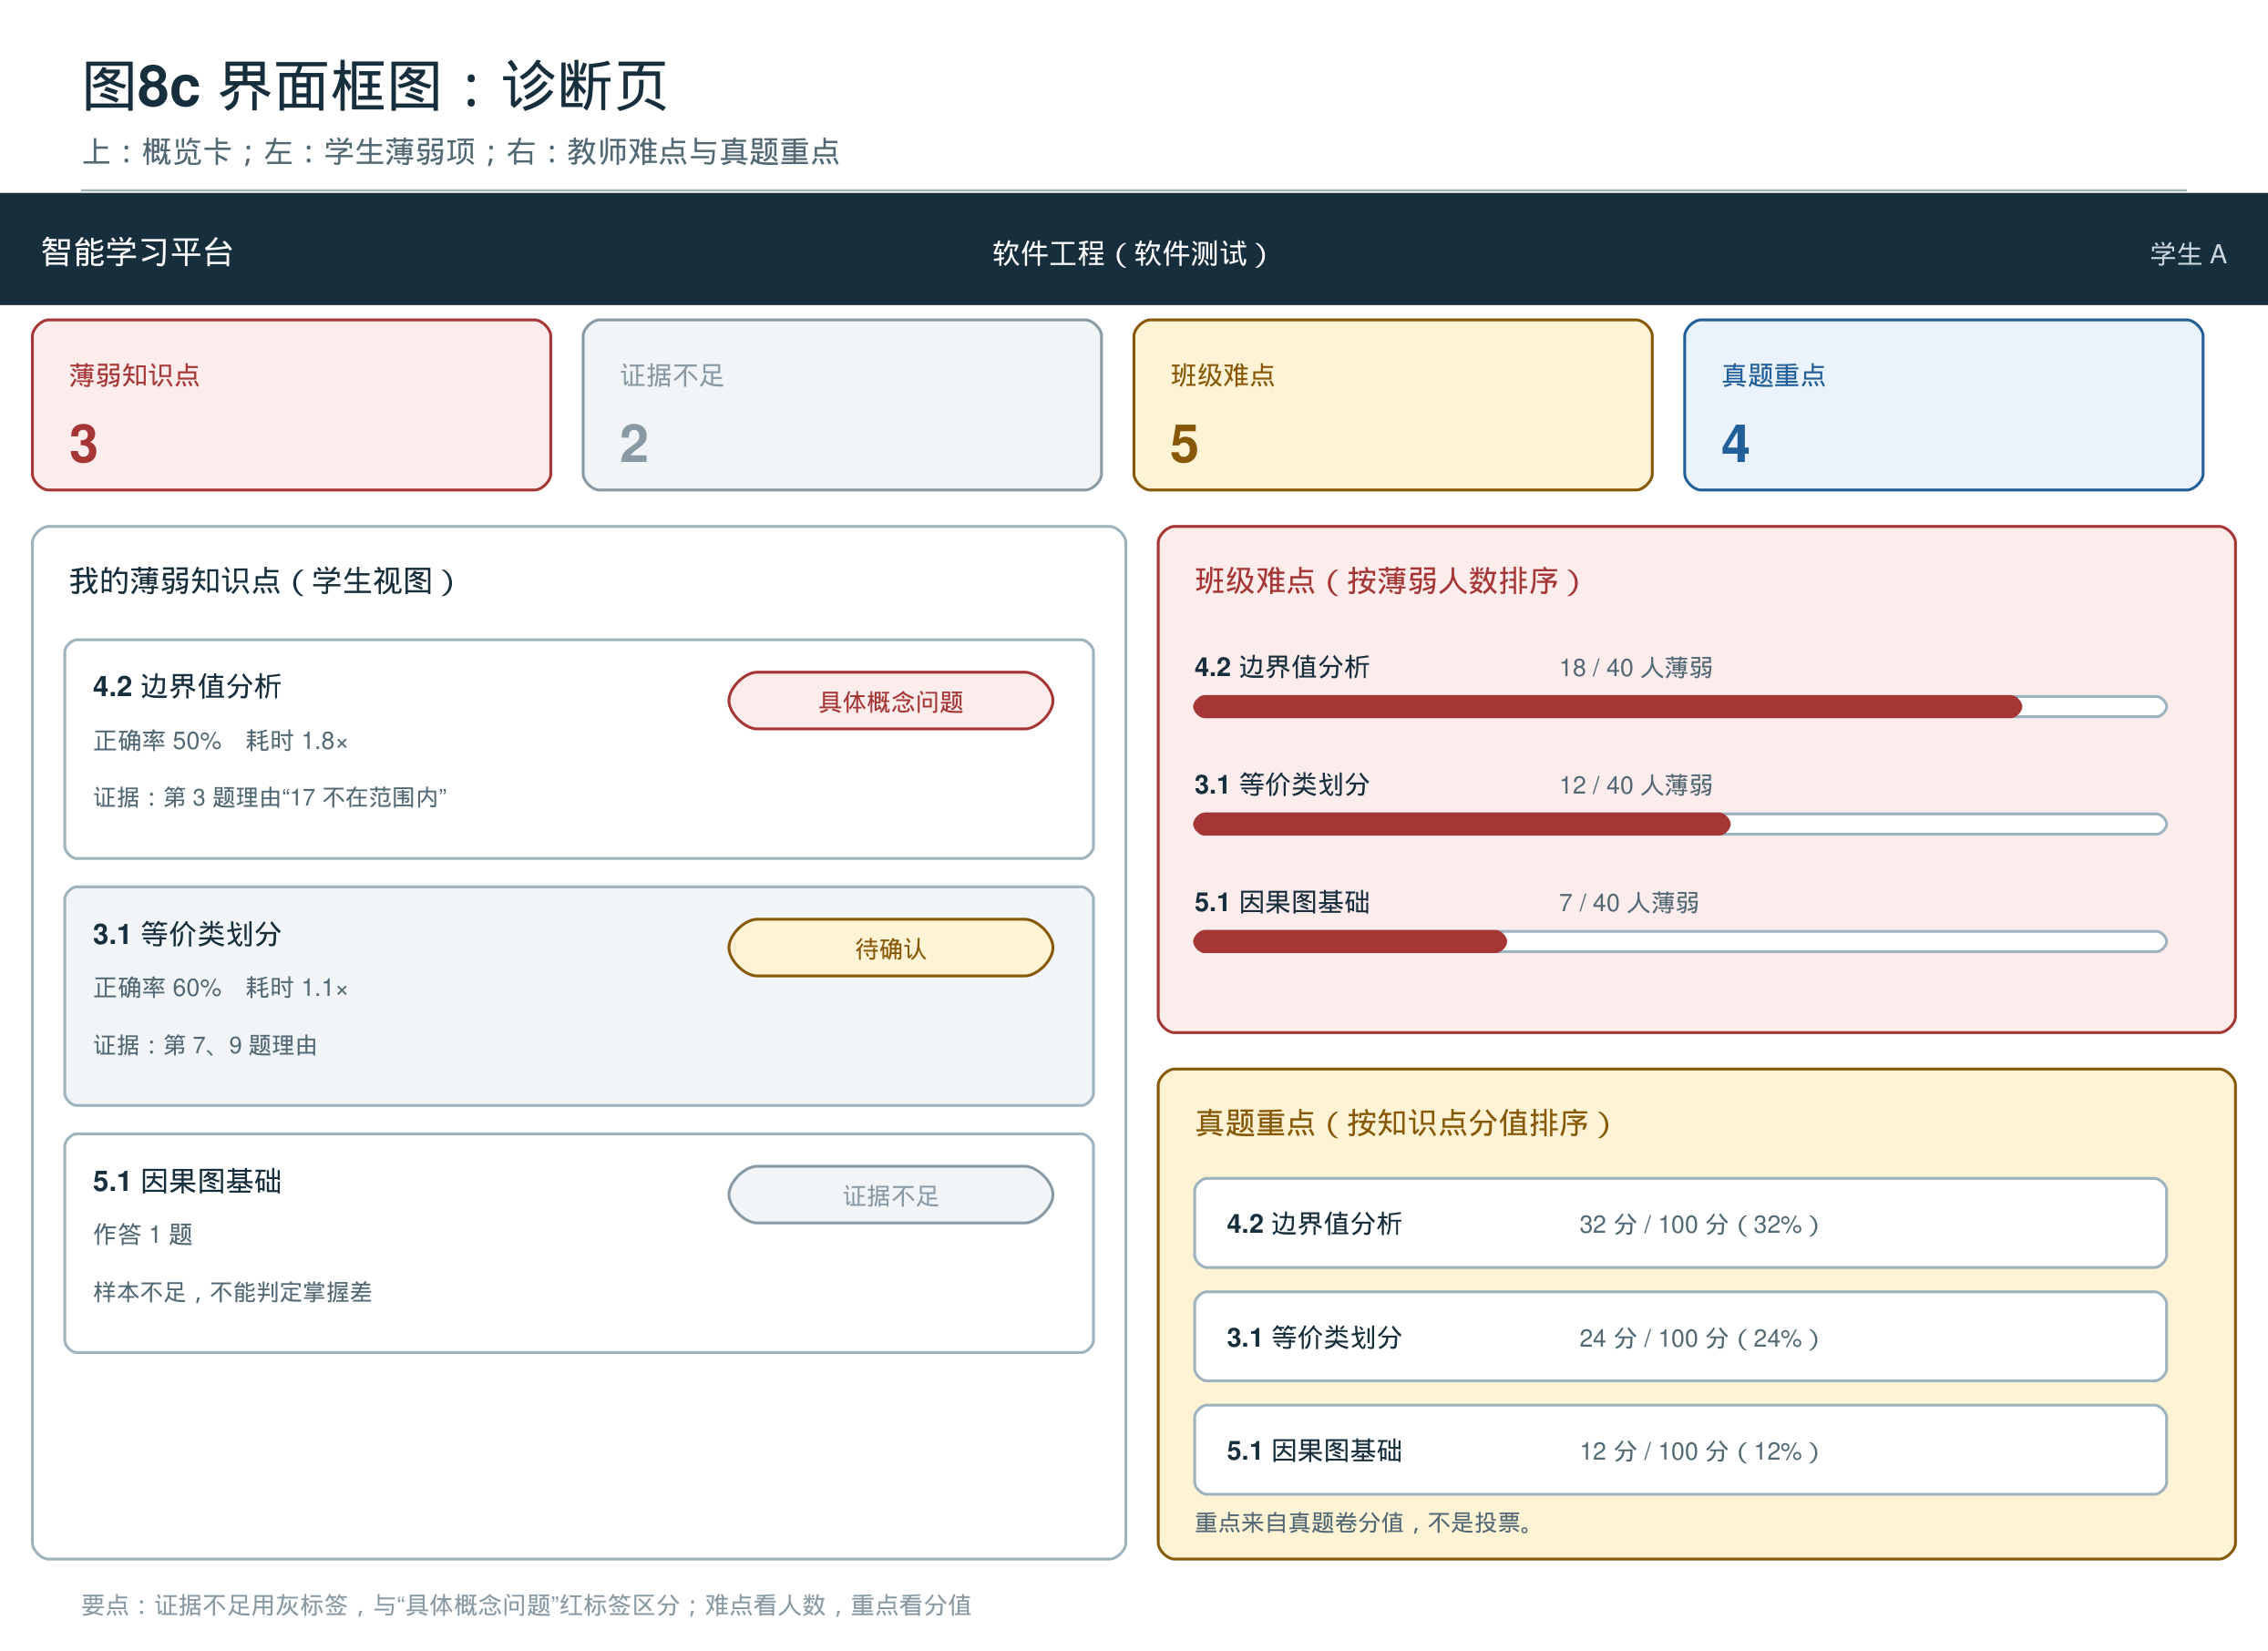 图8c 界面框图：诊断页
上：概览卡；左：学生薄弱项；右：教师难点与真题重点
智能学习平台
软件工程（软件测试）
学生 A
薄弱知识点
3
证据不足
2
班级难点
5
真题重点
4
我的薄弱知识点（学生视图）
4.2 边界值分析
具体概念问题
正确率 50% 耗时 1.8×
证据：第 3 题理由“17 不在范围内”
3.1 等价类划分
待确认
正确率 60% 耗时 1.1×
证据：第 7、9 题理由
5.1 因果图基础
证据不足
作答 1 题
样本不足，不能判定掌握差
班级难点（按薄弱人数排序）
4.2 边界值分析 18 / 40 人薄弱
3.1 等价类划分 12 / 40 人薄弱
5.1 因果图基础 7 / 40 人薄弱
真题重点（按知识点分值排序）
4.2 边界值分析 32 分 / 100 分（32%）
3.1 等价类划分 24 分 / 100 分（24%）
5.1 因果图基础 12 分 / 100 分（12%）
重点来自真题卷分值，不是投票。
要点：证据不足用灰标签，与“具体概念问题”红标签区分；难点看人数，重点看分值